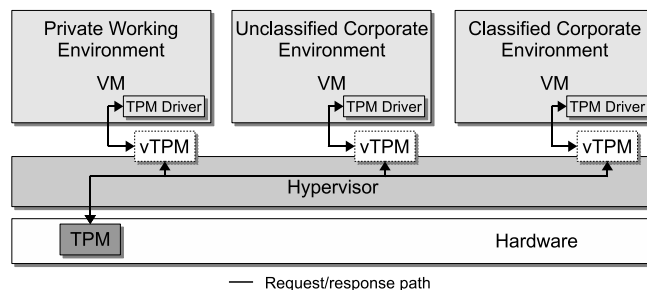 Private Working
Environment
Unclassified Corporate
Environment
Classified Corporate
Environment
VM
VM
VM
TPM Driver
TPM Driver
TPM Driver
vTPM
vTPM
vTPM
Hypervisor
TPM
Hardware
Request/response path